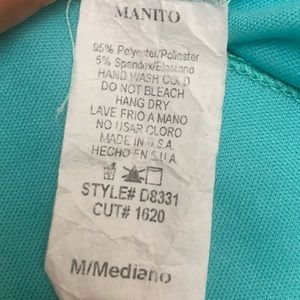 MANITO
95% Polyester/Poliester
5% Spandex/Elastano
HAND WASH COLD
DO NOT BLEACH
HANG DRY
LAVE FRIO A MANO
NO USAR CLORO
MADE IN U.S.A
HECHO EN S.U.A.
STYLE# D8331
CUT# 1620
M/Mediano